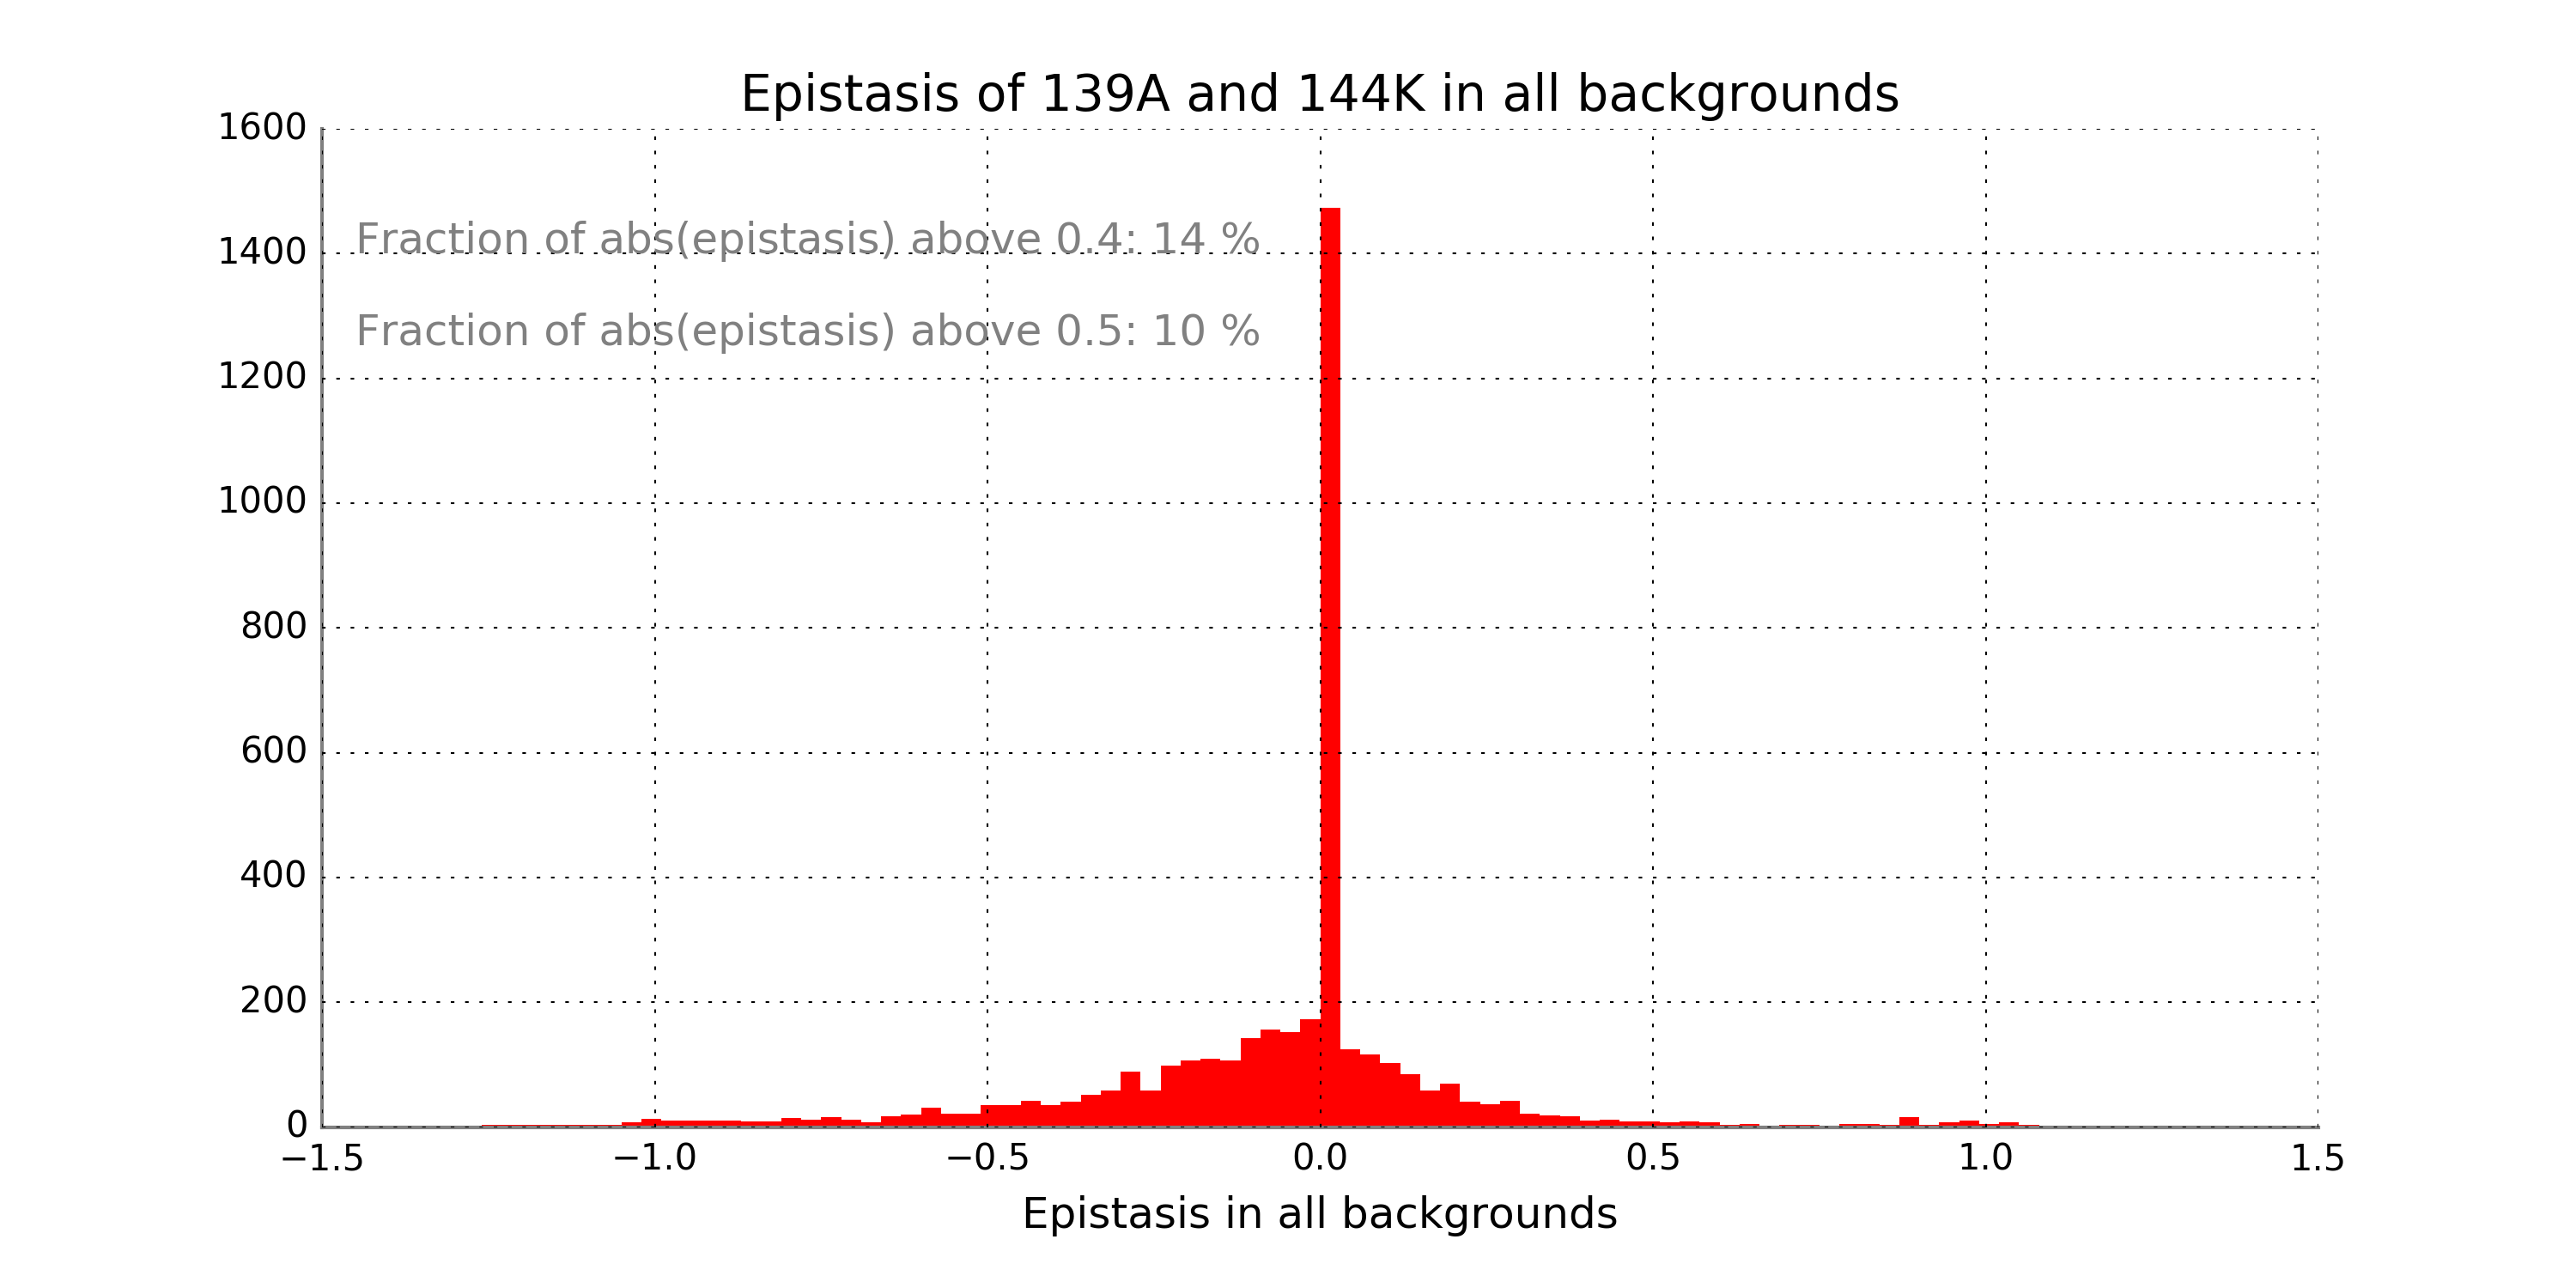 Epistasis of 139A and 144K in all backgrounds
1600
1400
1200
1000
800
600
400
200
0
Fraction of abs(epistasis) above 0.4: 14 %
Fraction of abs(epistasis) above 0.5: 10 %
−1.5 −1.0 −0.5 0.0 0.5 1.0 1.5
Epistasis in all backgrounds